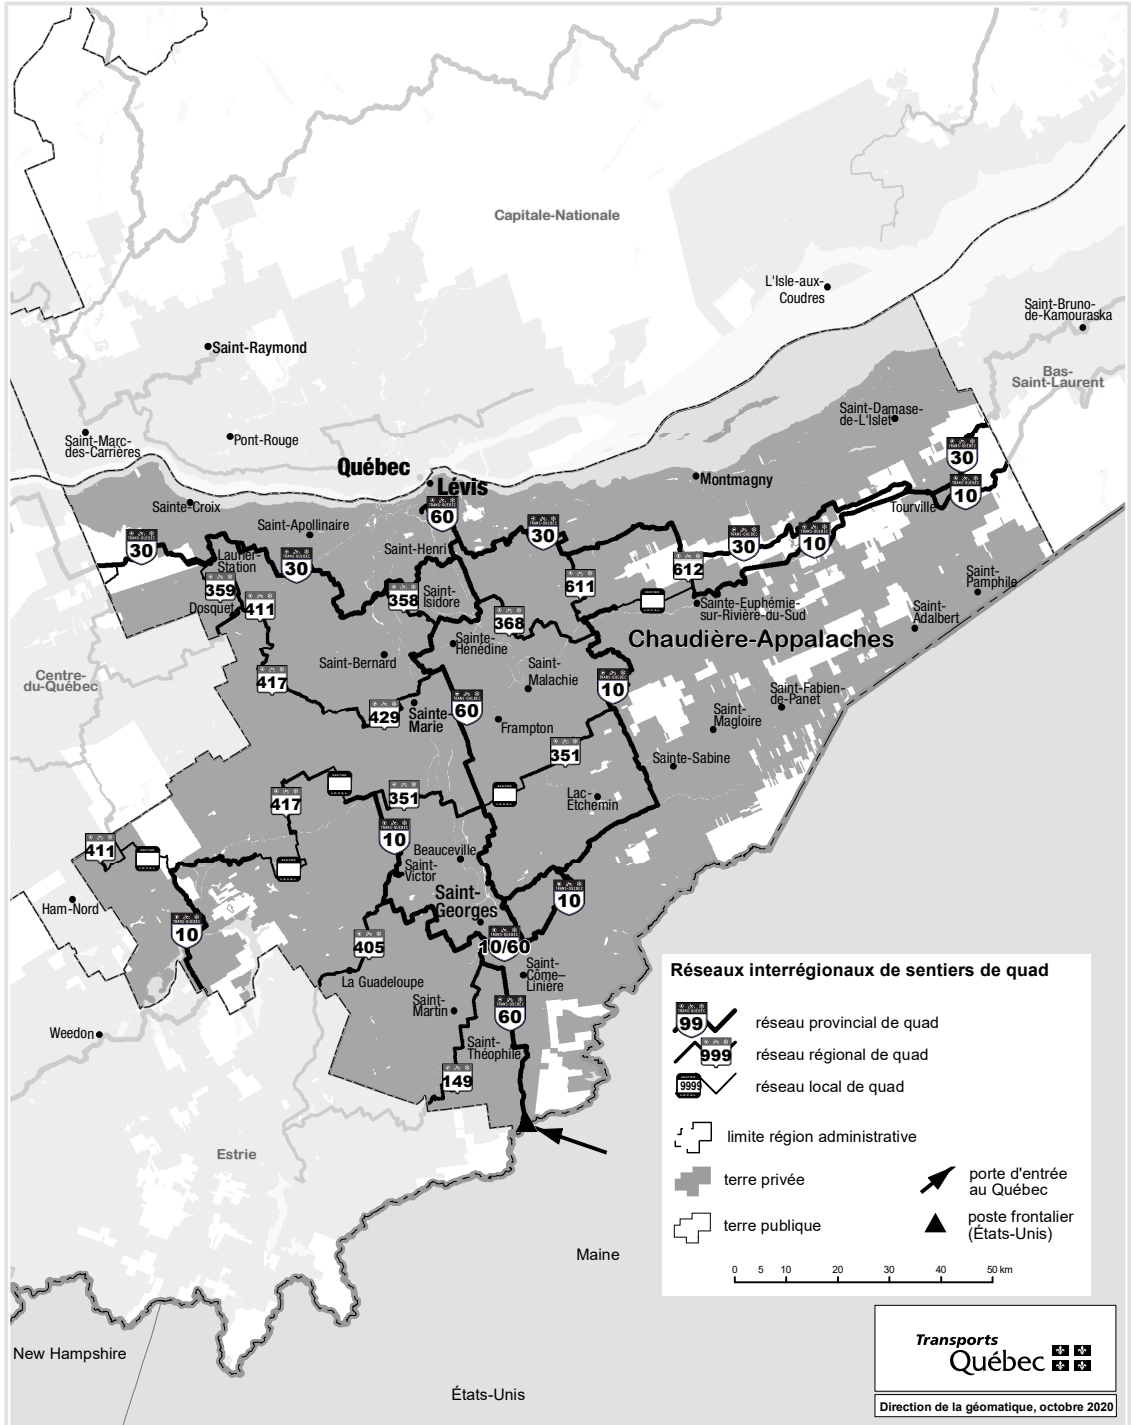 Capitale-Nationale
L'Isle-aux-
Coudres
Saint-Bruno-
de-Kamouraska
Saint-Raymond
Bas-
Saint-Laurent
Saint-Damase-
de-L'Islet
Saint-Marc-
des-Carrières
Pont-Rouge
30
Québec
Lévis
Montmagny
10
Sainte-Croix
Tourville
60
Saint-Apollinaire
30
30
30
10
Saint-Henri
Laurier-
Station
30
612
Saint-
Pamphile
359
358
Saint-
Isidore
611
Dosquet
411
368
Sainte-Euphémie-
sur-Rivière-du-Sud
Saint-
Adalbert
Chaudière-Appalaches
Sainte-
Hénédine
Saint-Bernard
Saint-
Malachie
Centre-
du-Québec
417
10
Saint-Fabien-
de-Panet
429
Sainte-
Marie
60
Frampton
Saint-
Magloire
351
Sainte-Sabine
417
351
Lac-
Etchemin
10
411
Beauceville
Saint-
Victor
Saint-
Georges
10
Ham-Nord
10
405
10/60
Saint-
Côme–
Linière
La Guadeloupe
Saint-
Martin
60
Weedon
Saint-
Théophile
149
Estrie
Maine
New Hampshire
États-Unis
Réseaux interrégionaux de sentiers de quad
TRANS-QUÉBEC
99
réseau provincial de quad
999
réseau régional de quad
SENTIER
9999
LOCAL
réseau local de quad
limite région administrative
terre privée
porte d'entrée
au Québec
terre publique
poste frontalier
(États-Unis)
0 5 10 20 30 40 50 km
Transports
Québec
Direction de la géomatique, octobre 2020